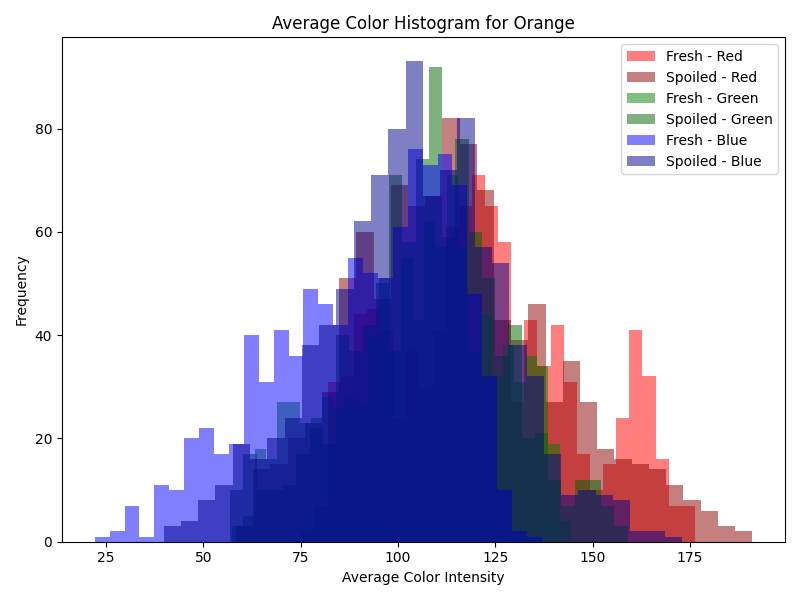 Average Color Histogram for Orange
Fresh - Red
Spoiled - Red
Fresh - Green
Spoiled - Green
Fresh - Blue
Spoiled - Blue
Frequency
80
60
40
20
0
25
50
75
100
125
150
175
Average Color Intensity